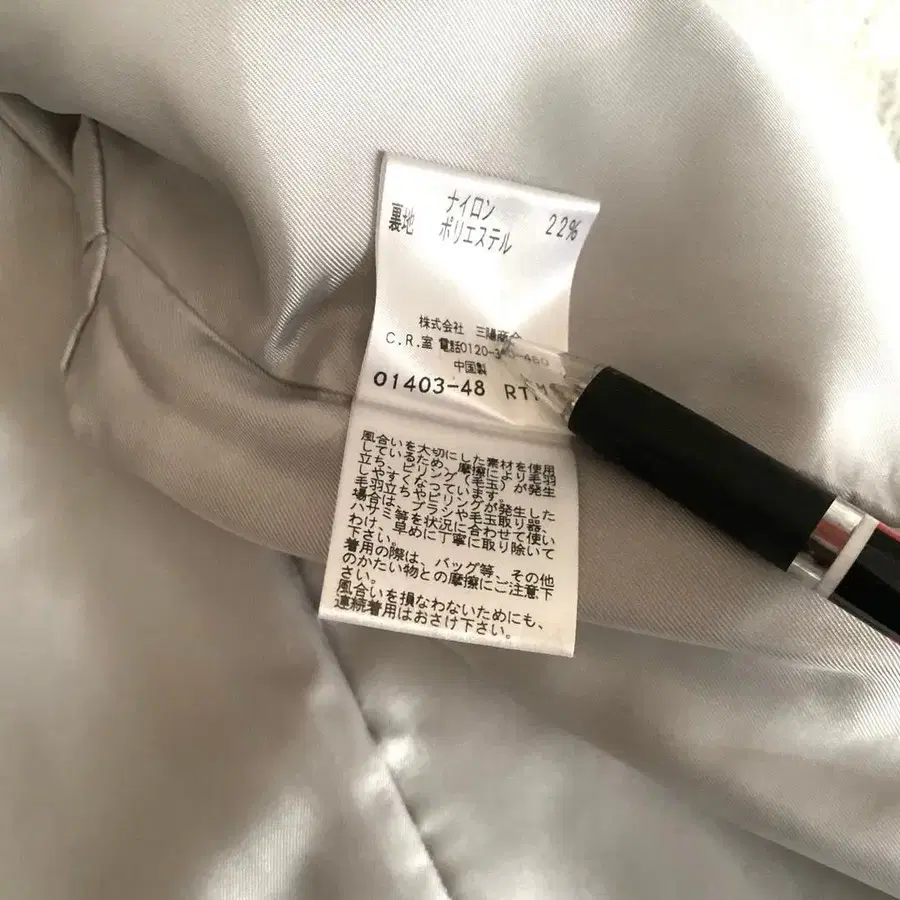 ナイロン 22%
裏地 ポリエステル
株式会社 三陽商会
C.R.室 電話0120-340-460
中国製
01403-48 RT.
風合いを大切にした素材を使用
しているため、摩擦により毛羽
立ち、ピリング(毛玉)が発生
しやすくなっています。
毛羽立ちやピリングが発生した
場合は、ブラシや毛玉取り器、
ハサミ等を状況に合わせて使い
わけ、早めに丁寧に取り除いて
下さい。
着用の際は、バッグ等、その他
のかたい物との摩擦にご注意下
さい。
風合いを損なわないためにも、
連続着用はおさけ下さい。